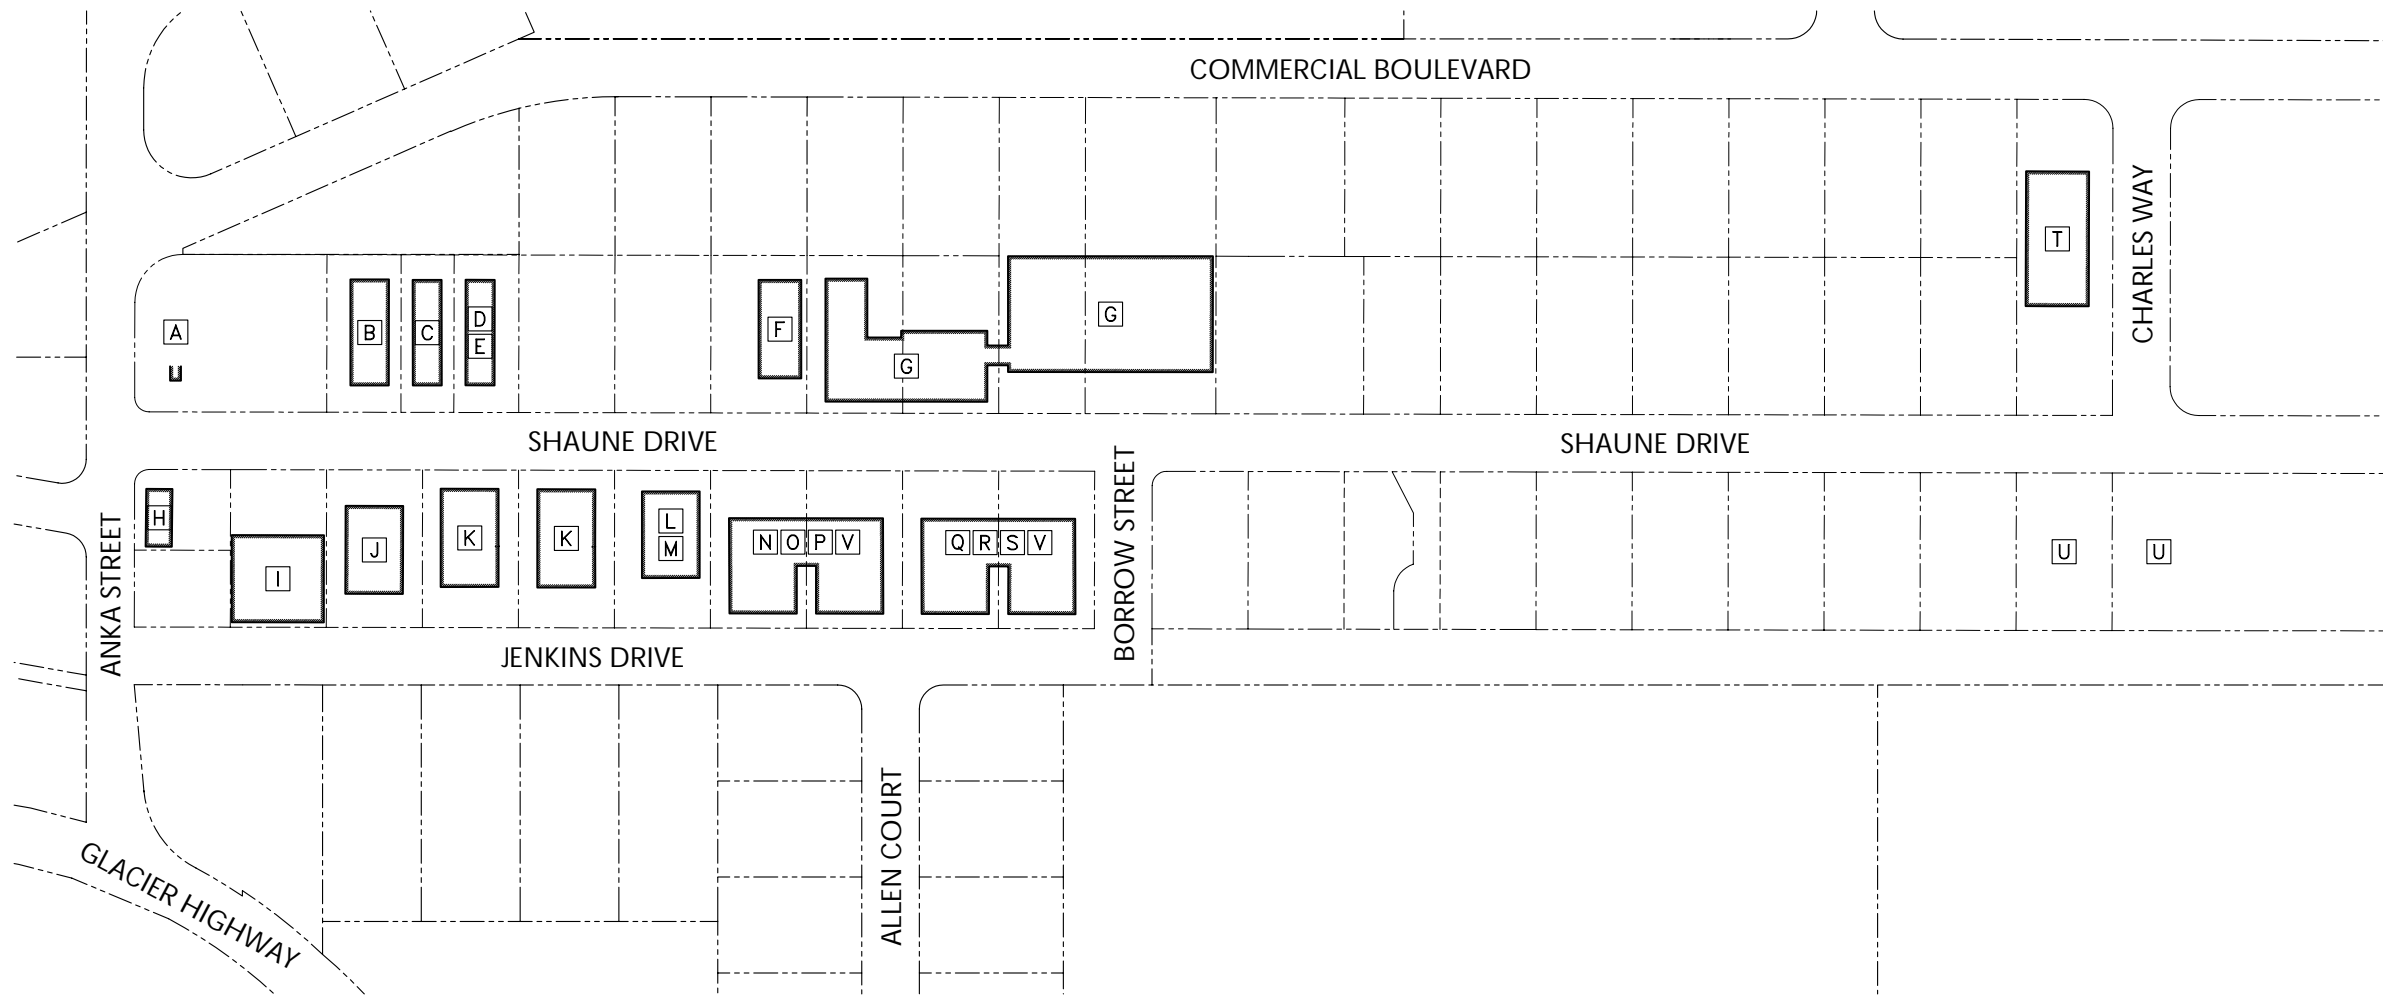 COMMERCIAL BOULEVARD
CHARLES WAY
T
A
B
C
D
E
F
G
G
SHAUNE DRIVE
SHAUNE DRIVE
ANKA STREET
H
I
J
K
K
L
M
N O P V
Q R S V
BORROW STREET
U
U
JENKINS DRIVE
ALLEN COURT
GLACIER HIGHWAY